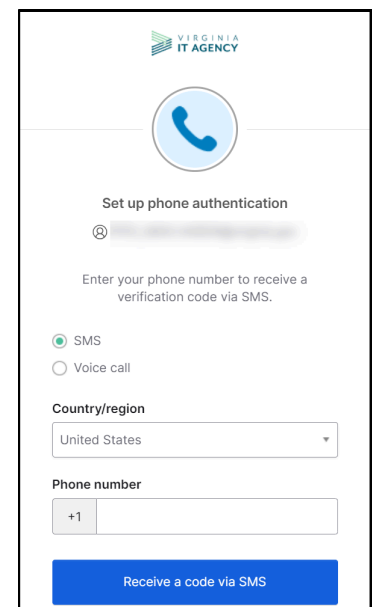 VIRGINIA
IT AGENCY
Set up phone authentication
Enter your phone number to receive a
verification code via SMS.
SMS
Voice call
Country/region
United States
Phone number
+1
Receive a code via SMS